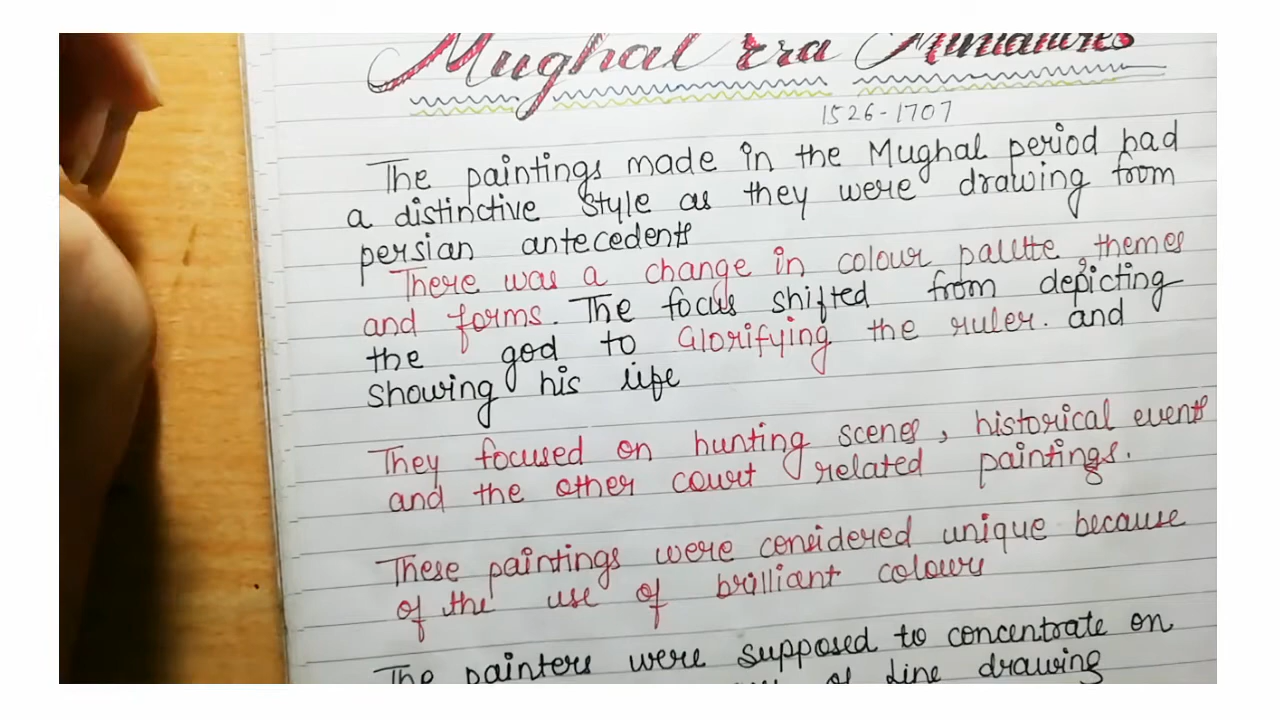 Mughal Era Miniatures
1526-1707
The paintings made in the Mughal period had
a distinctive style as they were drawing from
persian antecedents
There was a change in colour palette, themes
and forms. The focus shifted from depicting
the god to Glorifying the ruler. and
showing his life
They focused on hunting scenes, historical events
and the other court related paintings.
These paintings were considered unique because
of the use of brilliant colours
The painters were supposed to concentrate on
of line drawing